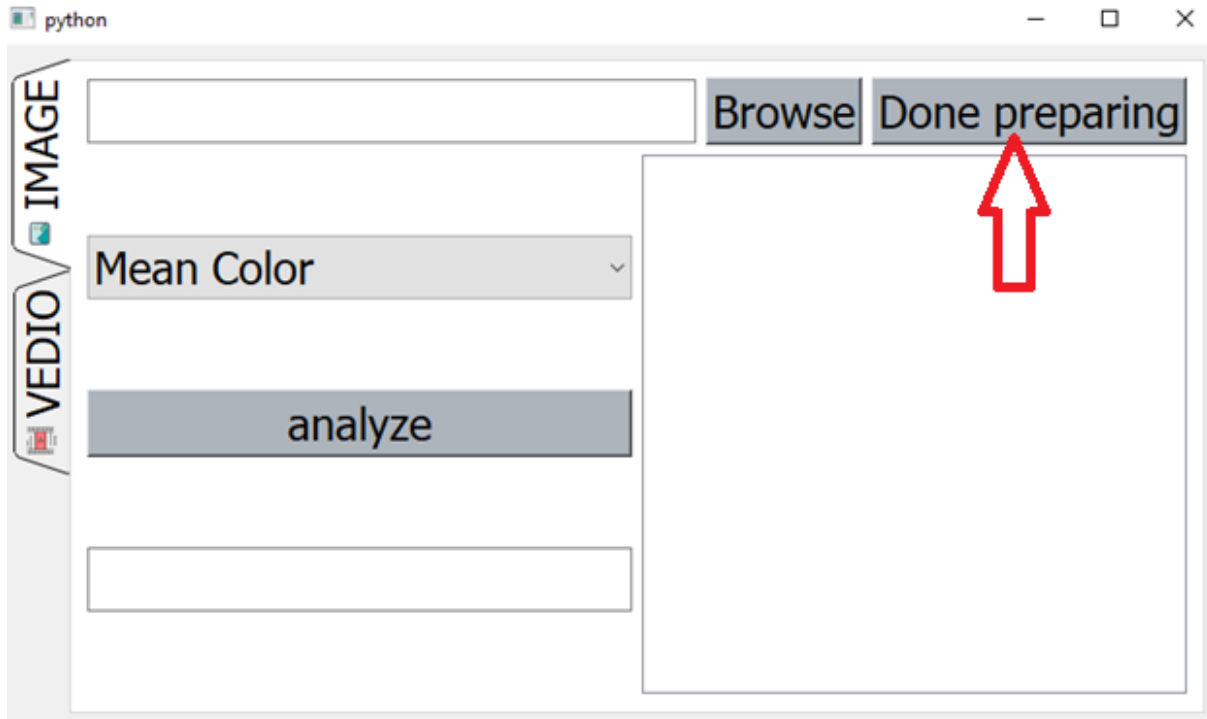 python
IMAGE
VEDIO
Browse
Done preparing
Mean Color
analyze